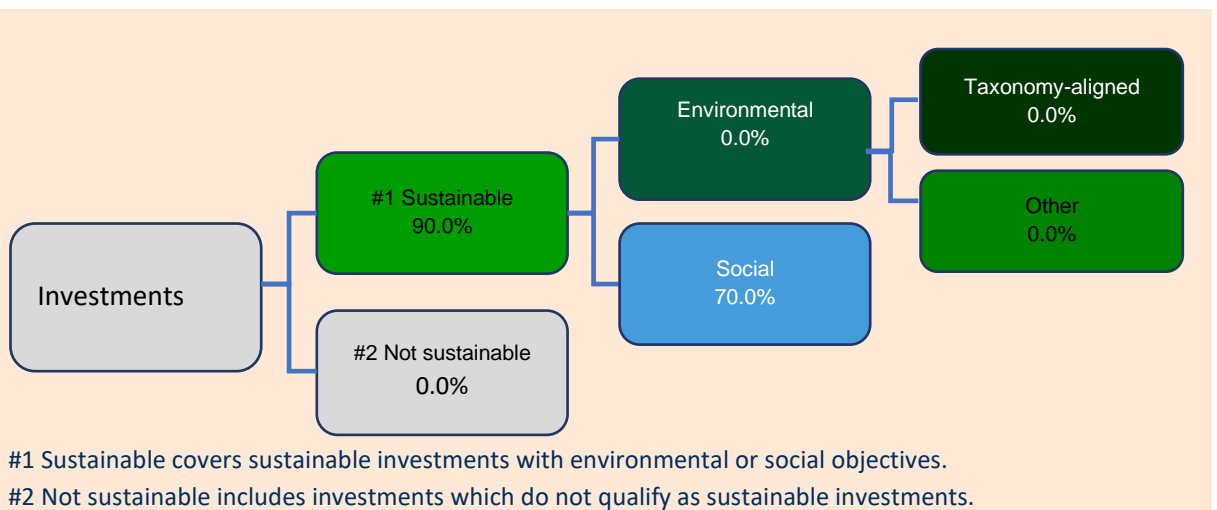 Investments
#1 Sustainable
90.0%
#2 Not sustainable
0.0%
Environmental
0.0%
Social
70.0%
Taxonomy-aligned
0.0%
Other
0.0%
#1 Sustainable covers sustainable investments with environmental or social objectives.
#2 Not sustainable includes investments which do not qualify as sustainable investments.